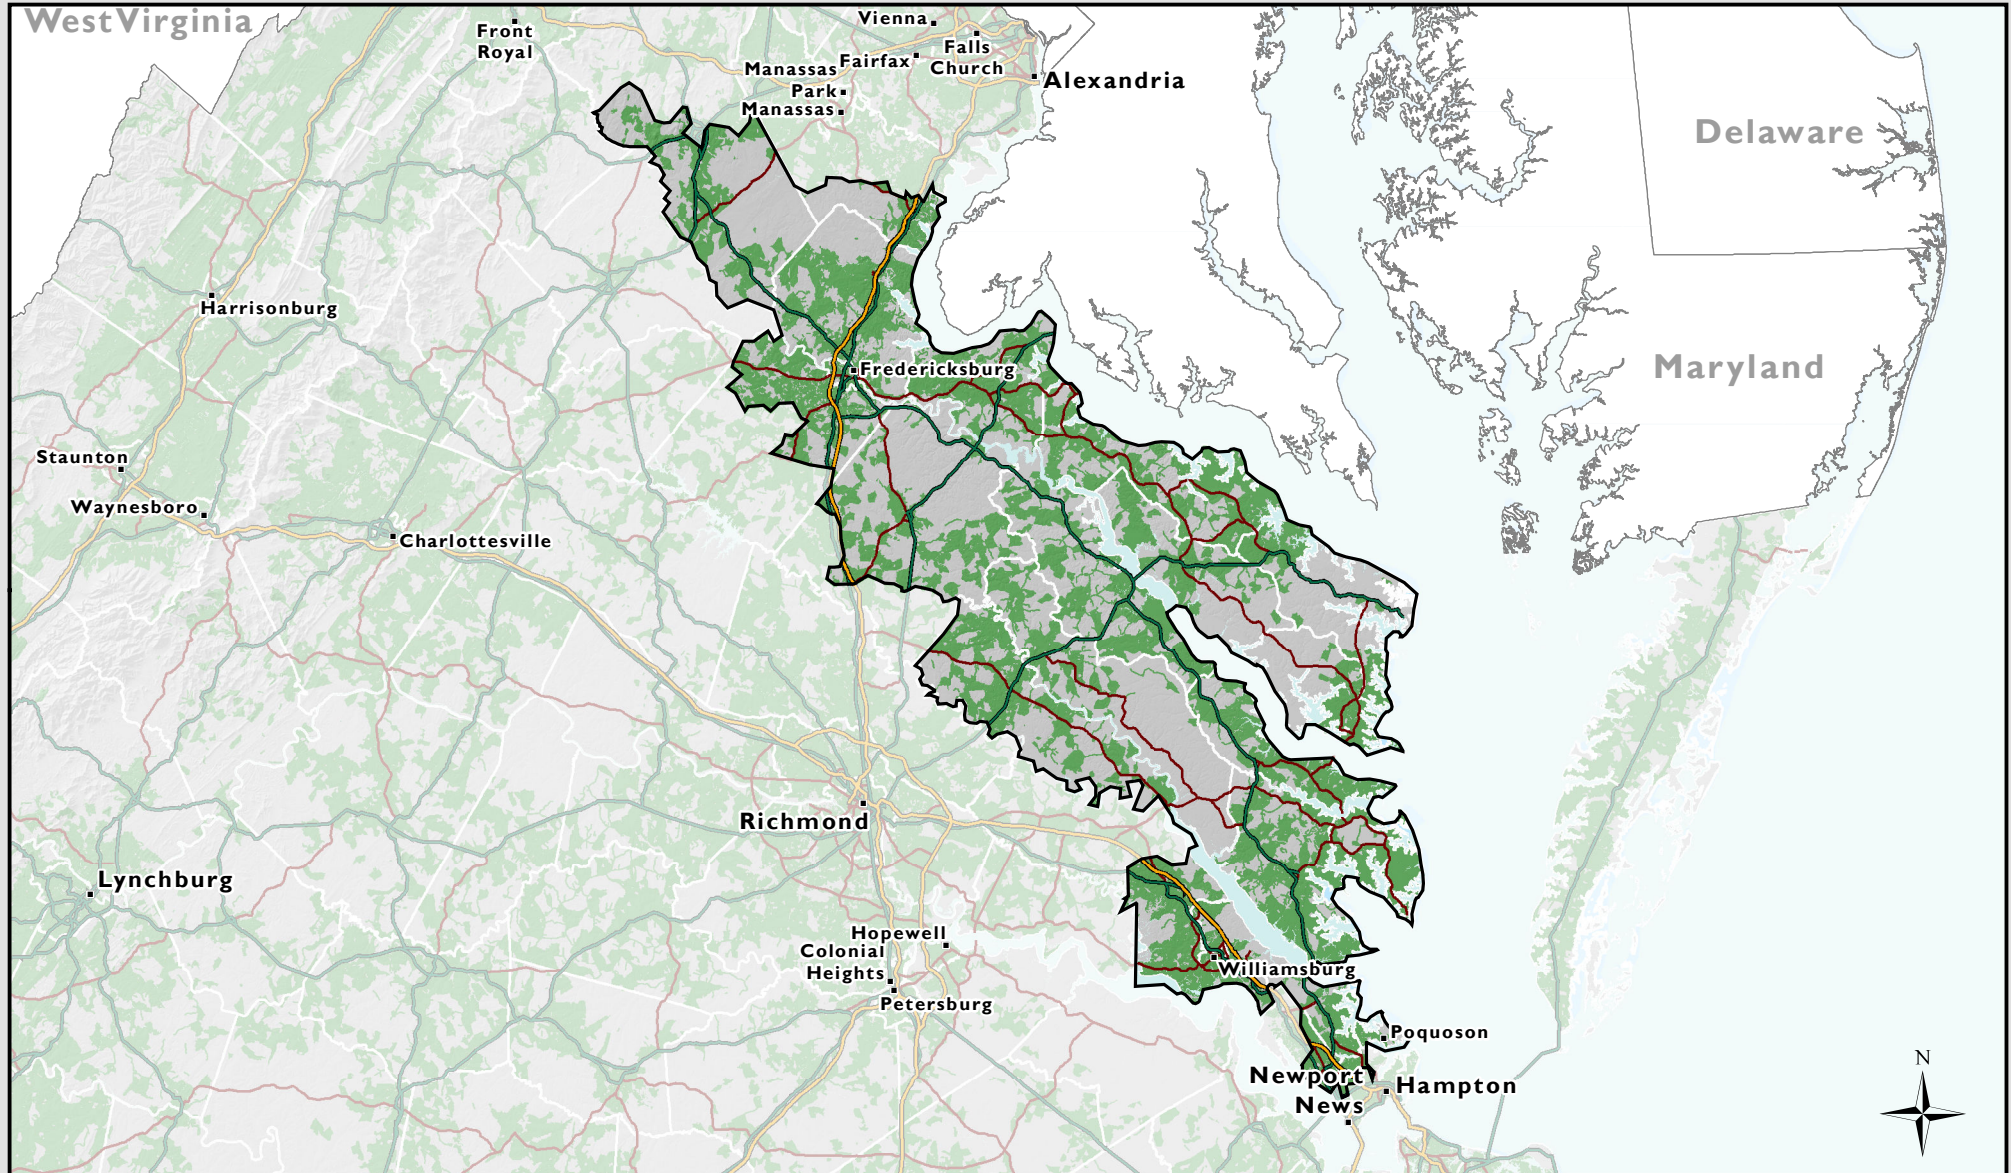 West Virginia
Front
Royal
Vienna
Falls
Church
Fairfax
Manassas
Park
Manassas
Alexandria
Delaware
Harrisonburg
Maryland
Fredericksburg
Staunton
Waynesboro
Charlottesville
Richmond
Lynchburg
Hopewell
Colonial
Heights
Petersburg
Williamsburg
Poquoson
Newport
News
Hampton
N